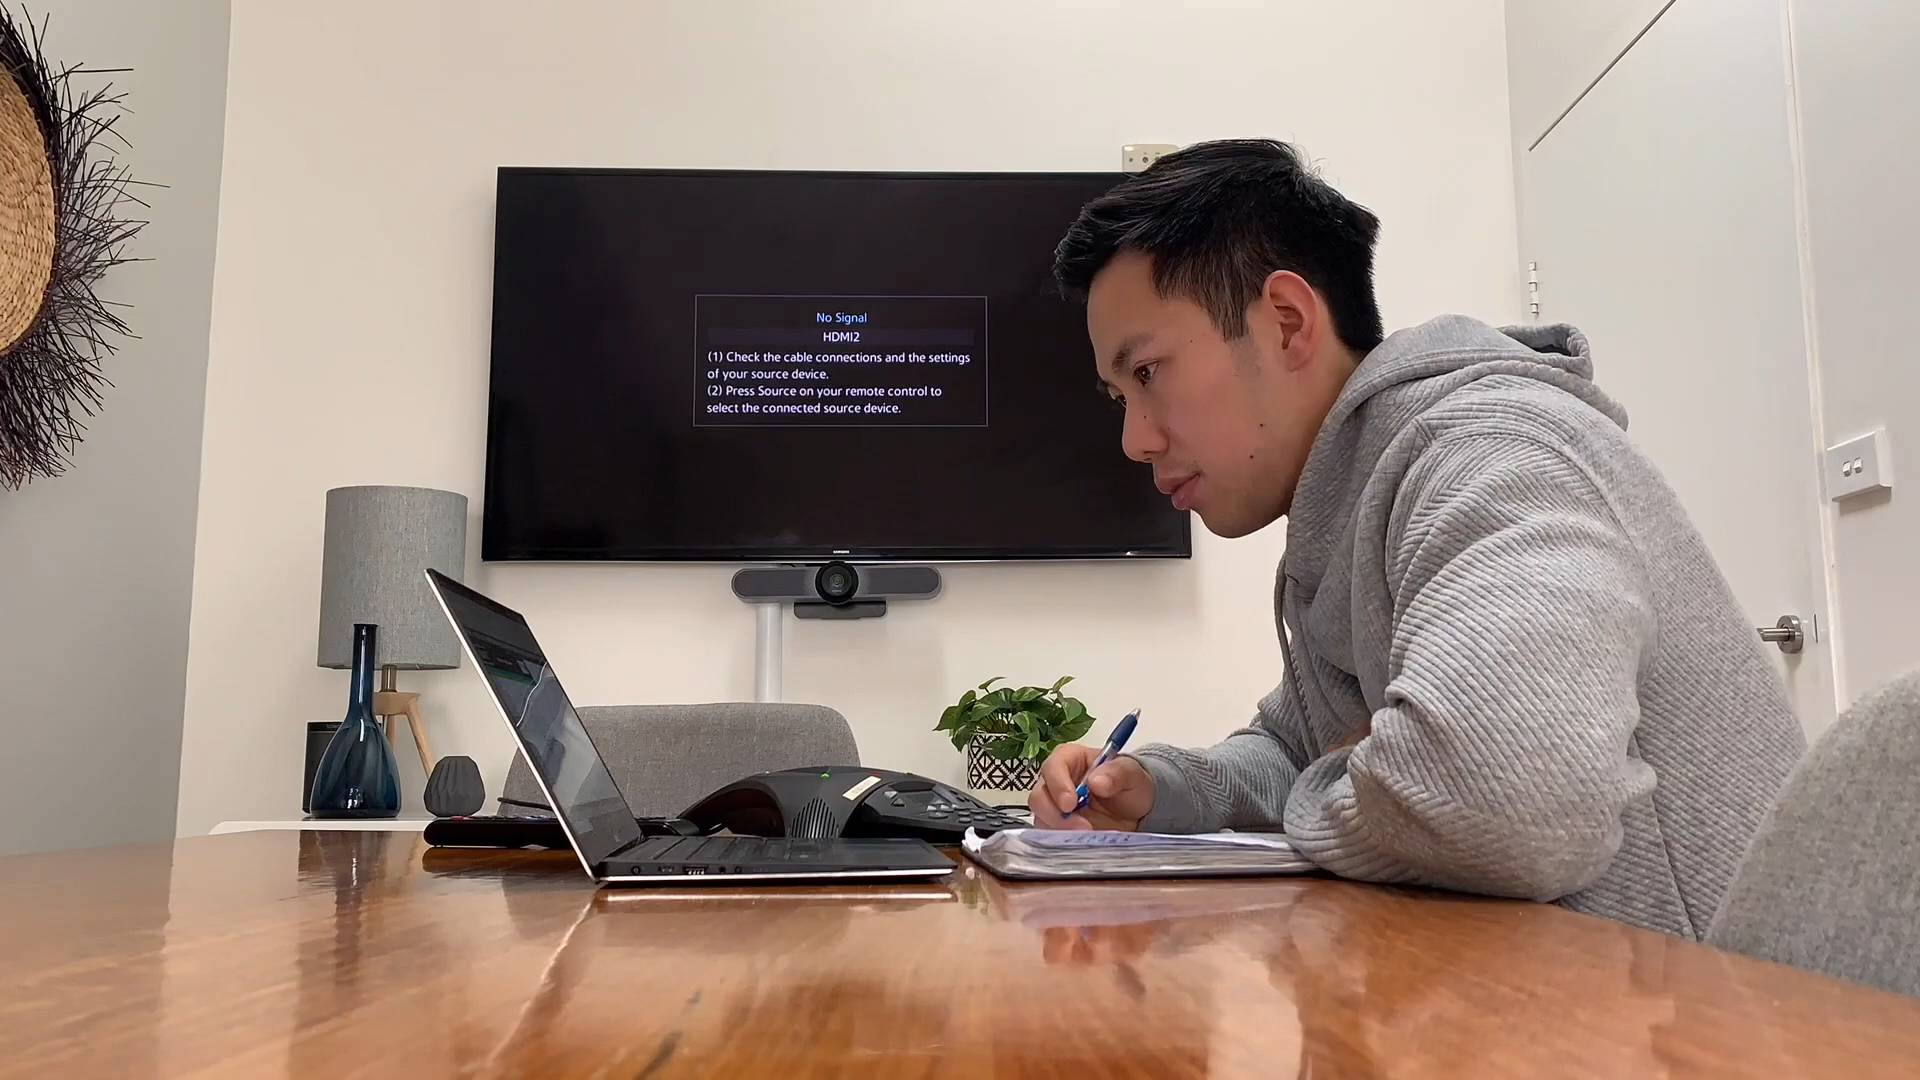 No Signal
HDMI2
(1) Check the cable connections and the settings
of your source device.
(2) Press Source on your remote control to
select the connected source device.
SAMSUNG